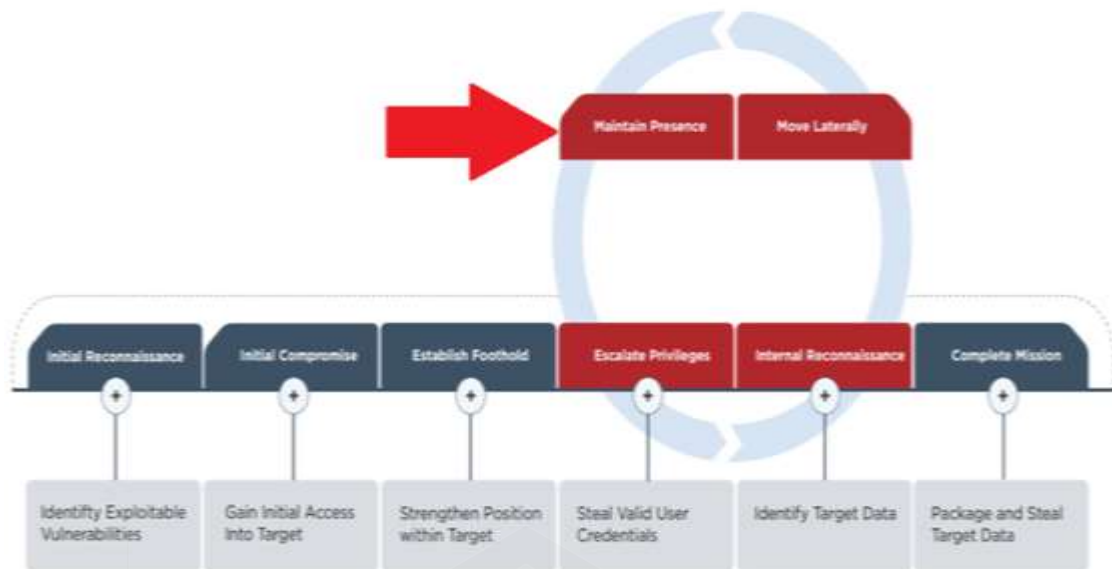 Maintain Presence
Move Laterally
Initial Reconnaissance
Initial Compromise
Establish Foothold
Escalate Privileges
Internal Reconnaissance
Complete Mission
Identifty Exploitable
Vulnerabilities
Gain Initial Access
Into Target
Strengthen Position
within Target
Steal Valid User
Credentials
Identify Target Data
Package and Steal
Target Data